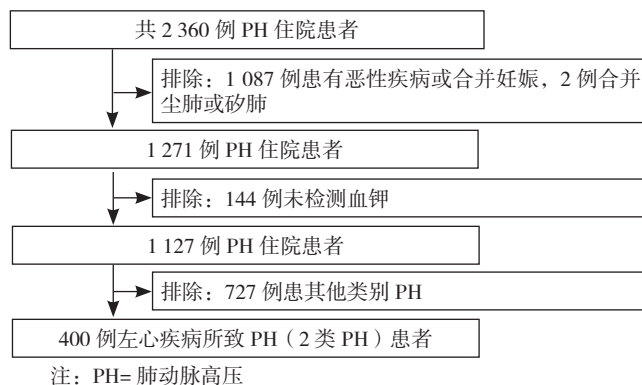 共 2 360 例 PH 住院患者
排除：1 087 例患有恶性疾病或合并妊娠，2 例合并
尘肺或矽肺
1 271 例 PH 住院患者
排除：144 例未检测血钾
1 127 例 PH 住院患者
排除：727 例患其他类别 PH
400 例左心疾病所致 PH（2 类 PH）患者
注：PH= 肺动脉高压